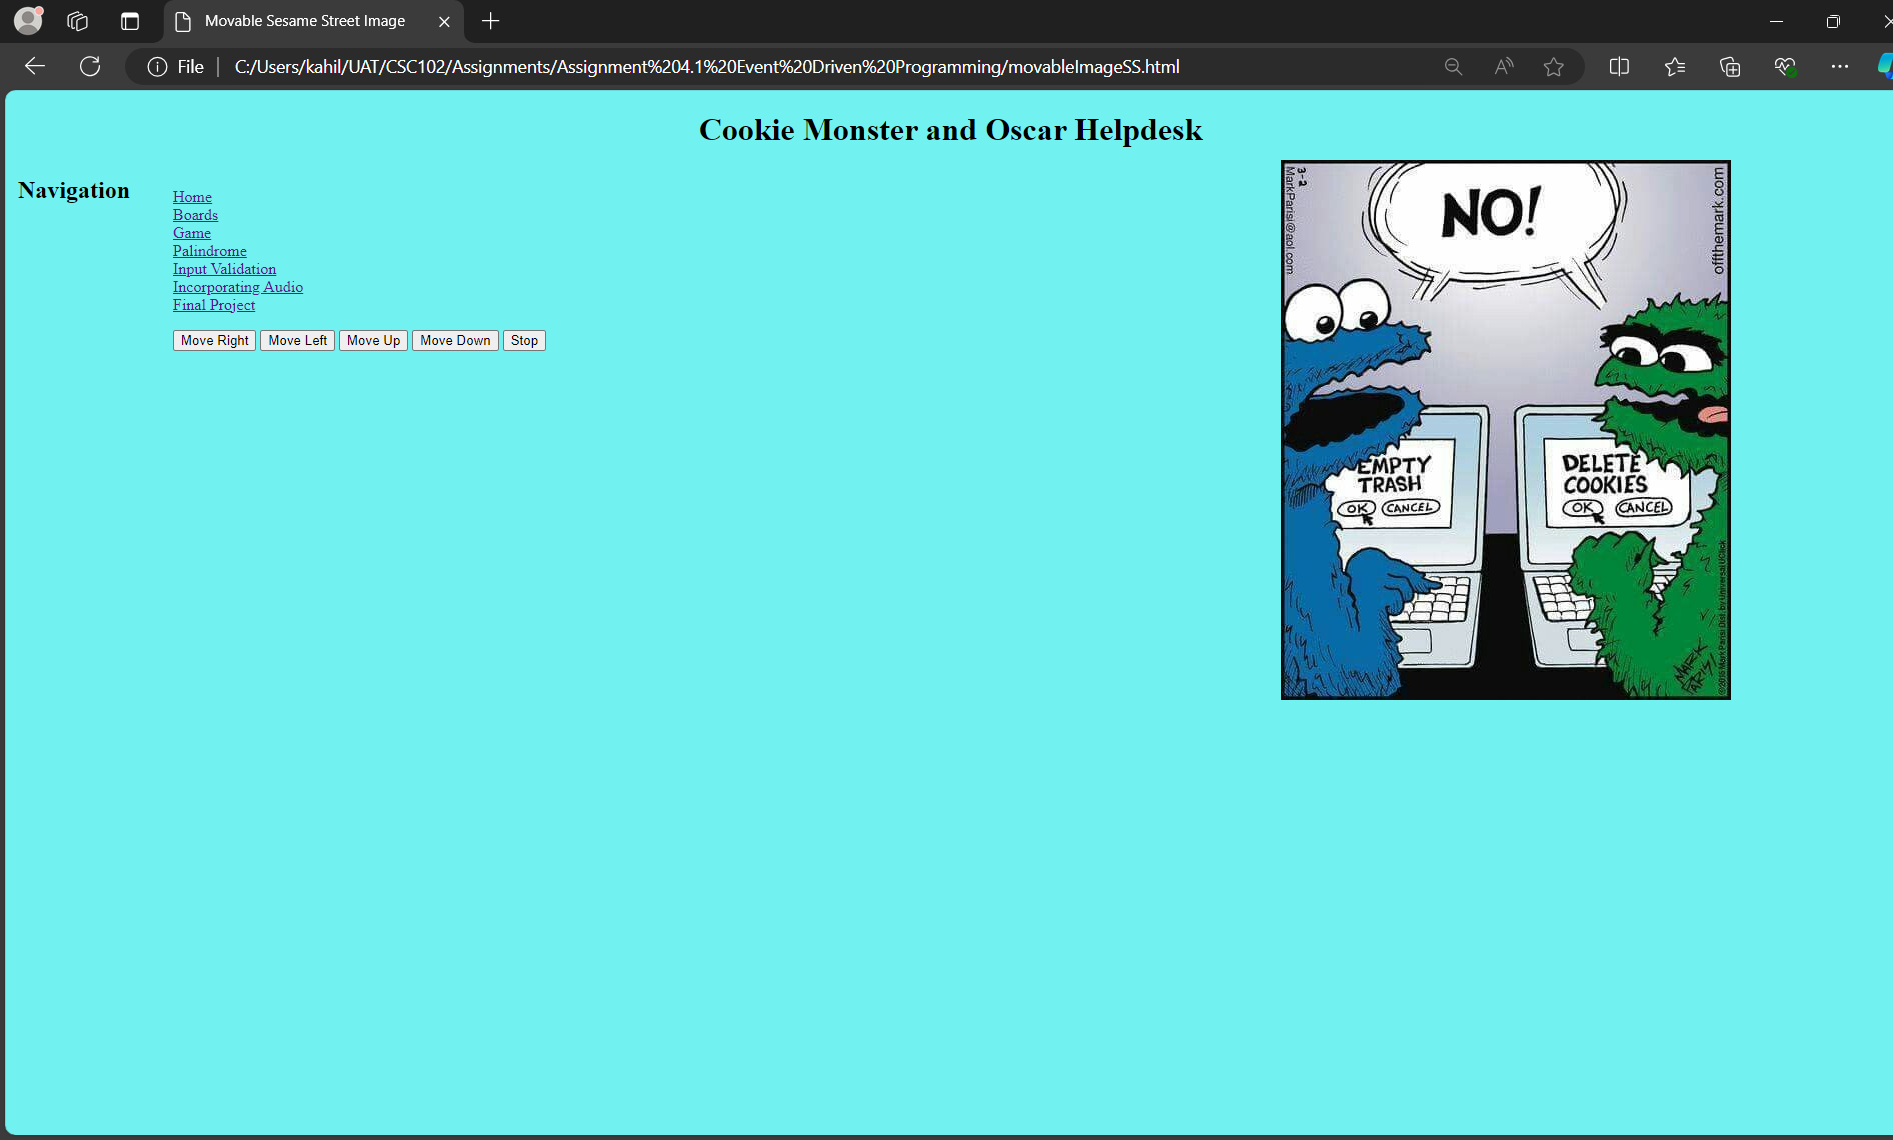 Movable Sesame Street Image
File
C:/Users/kahil/UAT/CSC102/Assignments/Assignment%204.1%20Event%20Driven%20Programming/movableImageSS.html
Cookie Monster and Oscar Helpdesk
Navigation
Home
Boards
Game
Palindrome
Input Validation
Incorporating Audio
Final Project
Move Right Move Left Move Up Move Down Stop
3-2
MarkParisi@aol.com
offthemark.com
NO!
EMPTY
TRASH
OK CANCEL
DELETE
COOKIES
OK CANCEL
MARK
PARISI